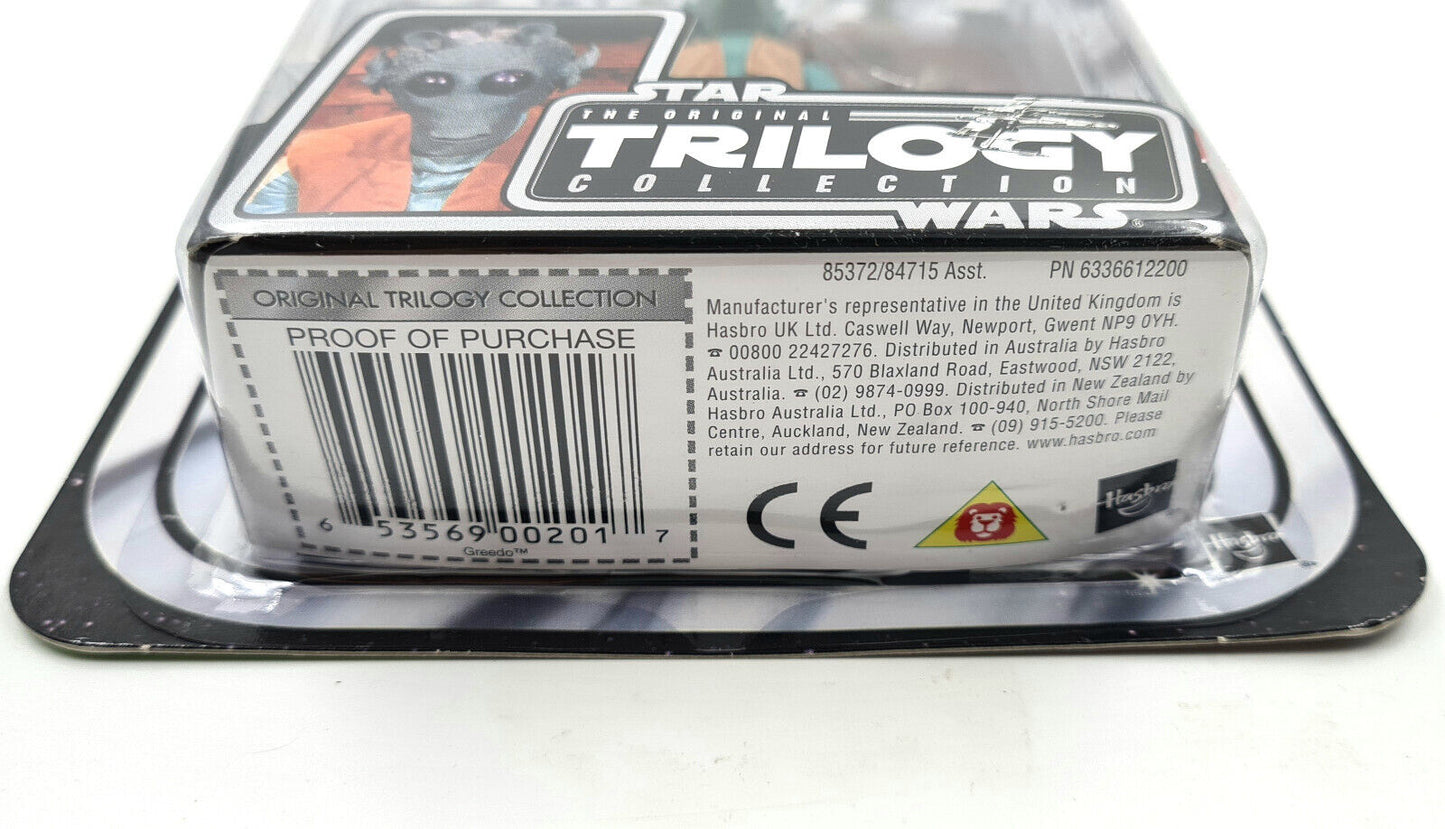 STAR
THE ORIGINAL
TRILOGY
COLLECTION
WARS®
ORIGINAL TRILOGY COLLECTION
PROOF OF PURCHASE
6 53569 00201 7
Greedo™
85372/84715 Asst. PN 6336612200
Manufacturer's representative in the United Kingdom is
Hasbro UK Ltd. Caswell Way, Newport, Gwent NP9 0YH.
☎ 00800 22427276. Distributed in Australia by Hasbro
Australia Ltd., 570 Blaxland Road, Eastwood, NSW 2122,
Australia. ☎ (02) 9874-0999. Distributed in New Zealand by
Hasbro Australia Ltd., PO Box 100-940, North Shore Mail
Centre, Auckland, New Zealand. ☎ (09) 915-5200. Please
retain our address for future reference. www.hasbro.com
CE
Hasbro
Hasbro